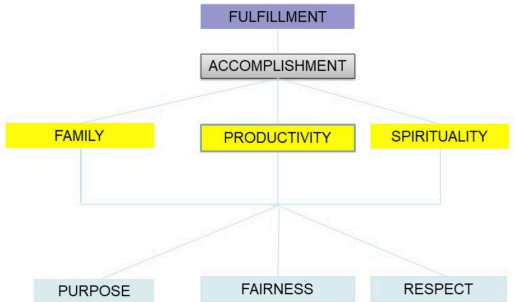 FULFILLMENT
ACCOMPLISHMENT
FAMILY
PRODUCTIVITY
SPIRITUALITY
PURPOSE
FAIRNESS
RESPECT